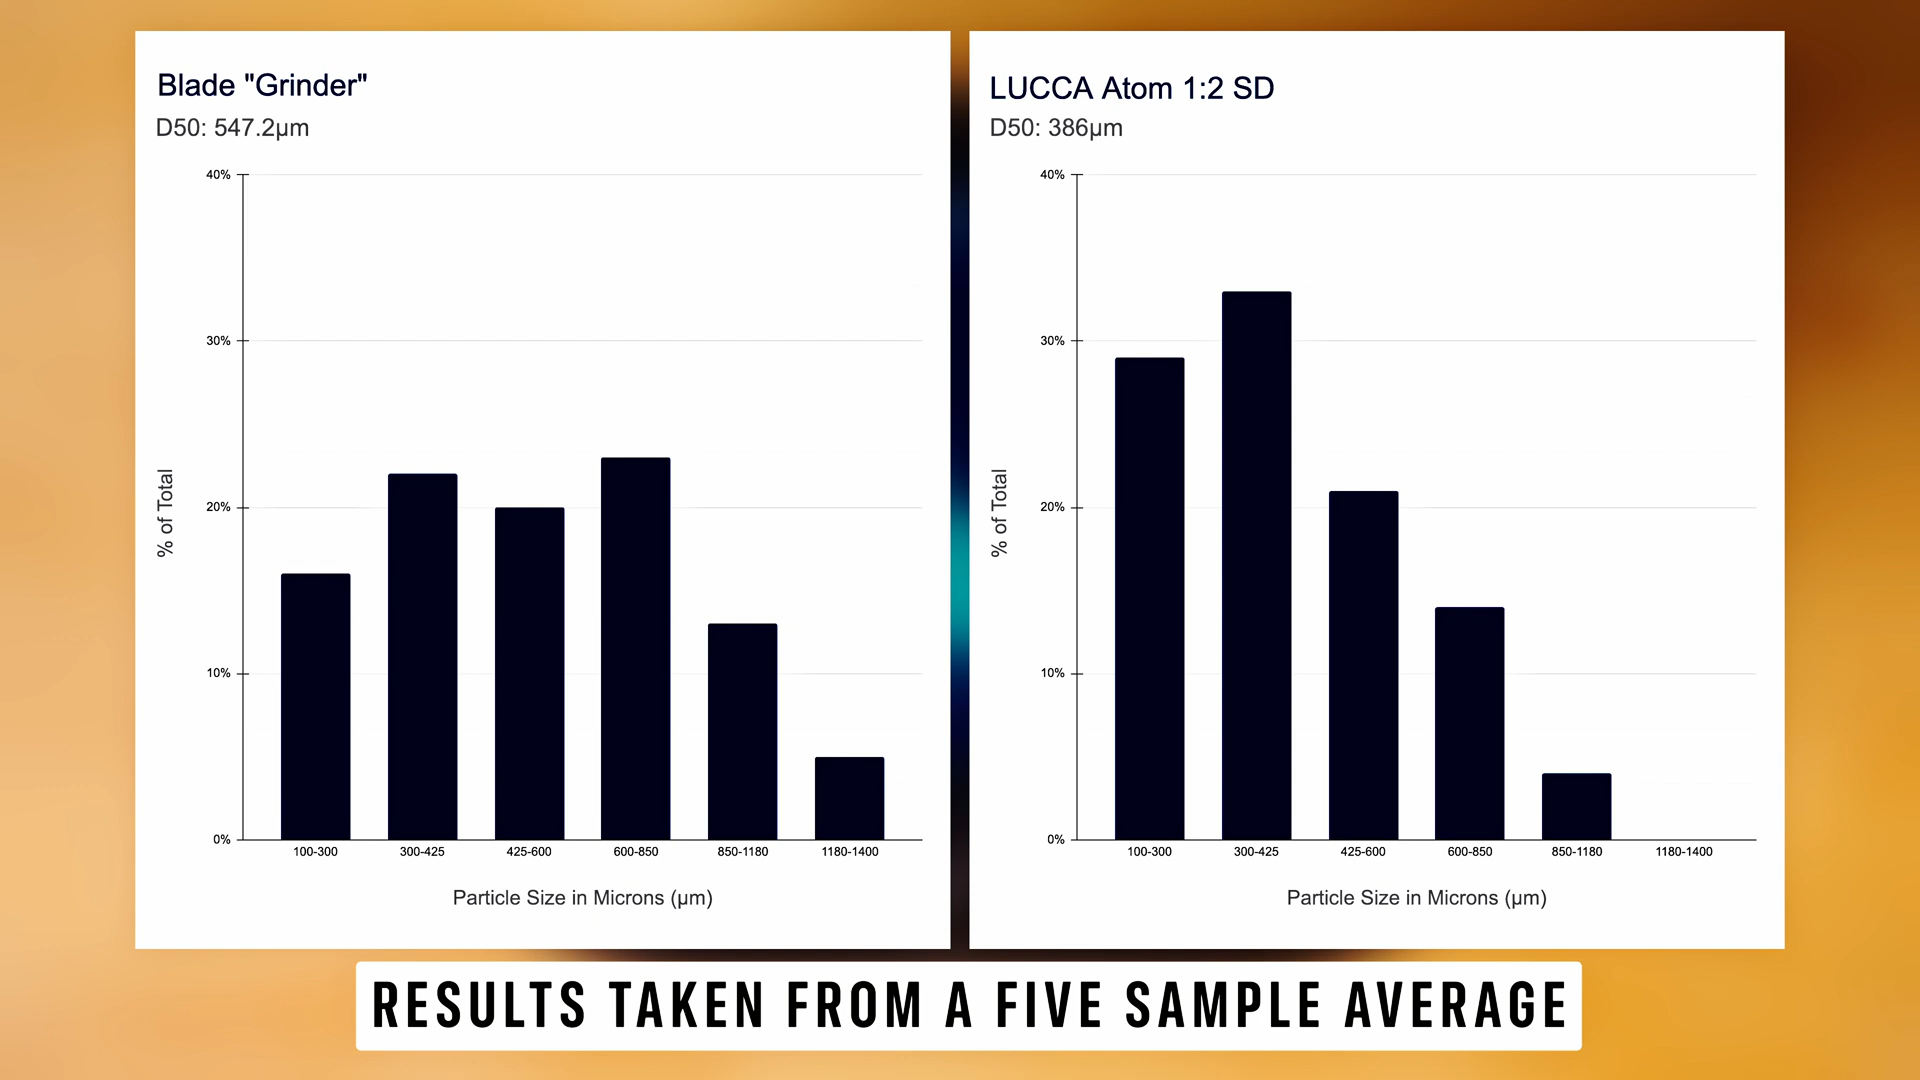 Blade "Grinder"
D50: 547.2µm
40%
30%
20%
10%
0%
% of Total
100-300
300-425
425-600
600-850
850-1180
1180-1400
Particle Size in Microns (µm)
LUCCA Atom 1:2 SD
D50: 386µm
40%
30%
20%
10%
0%
% of Total
100-300
300-425
425-600
600-850
850-1180
1180-1400
Particle Size in Microns (µm)
RESULTS TAKEN FROM A FIVE SAMPLE AVERAGE